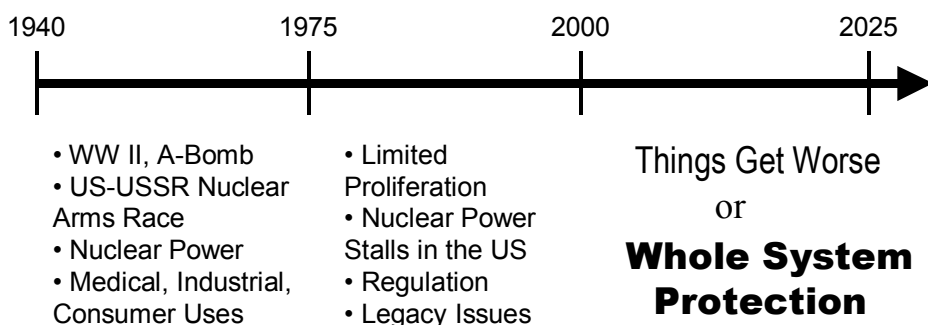 1940 1975 2000 2025
• WW II, A-Bomb
• US-USSR Nuclear
Arms Race
• Nuclear Power
• Medical, Industrial,
Consumer Uses
• Limited
Proliferation
• Nuclear Power
Stalls in the US
• Regulation
• Legacy Issues
Things Get Worse
or
Whole System
Protection